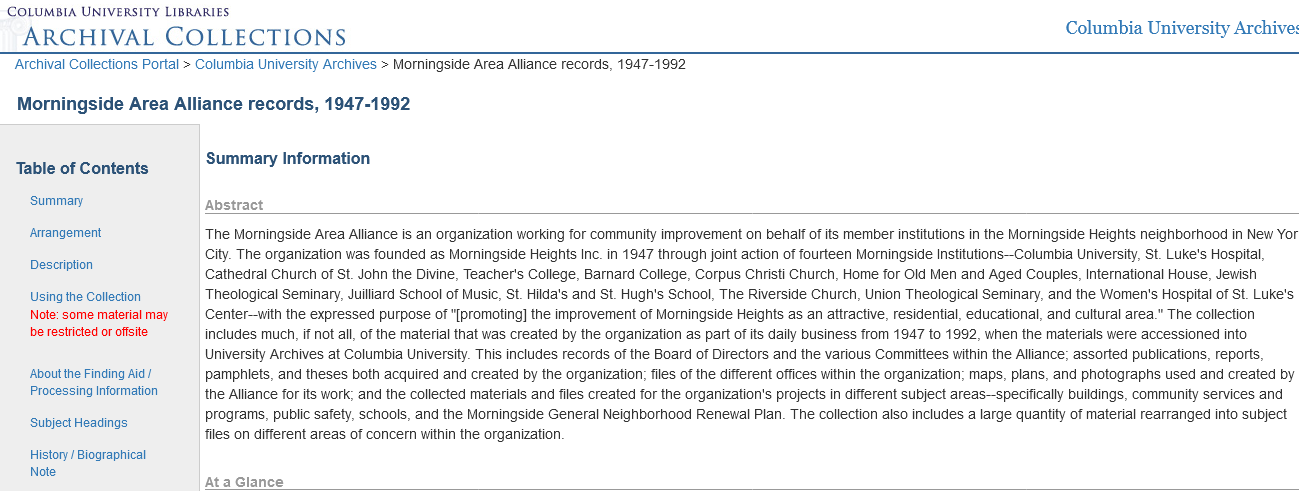 COLUMBIA UNIVERSITY LIBRARIES
ARCHIVAL COLLECTIONS
Columbia University Archives
Archival Collections Portal > Columbia University Archives > Morningside Area Alliance records, 1947-1992
Morningside Area Alliance records, 1947-1992
Table of Contents
Summary
Arrangement
Description
Using the Collection
Note: some material may
be restricted or offsite
About the Finding Aid /
Processing Information
Subject Headings
History / Biographical
Note
Summary Information
Abstract
The Morningside Area Alliance is an organization working for community improvement on behalf of its member institutions in the Morningside Heights neighborhood in New Yor
City. The organization was founded as Morningside Heights Inc. in 1947 through joint action of fourteen Morningside Institutions--Columbia University, St. Luke's Hospital,
Cathedral Church of St. John the Divine, Teacher's College, Barnard College, Corpus Christi Church, Home for Old Men and Aged Couples, International House, Jewish
Theological Seminary, Juilliard School of Music, St. Hilda's and St. Hugh's School, The Riverside Church, Union Theological Seminary, and the Women's Hospital of St. Luke's
Center--with the expressed purpose of "[promoting] the improvement of Morningside Heights as an attractive, residential, educational, and cultural area." The collection
includes much, if not all, of the material that was created by the organization as part of its daily business from 1947 to 1992, when the materials were accessioned into
University Archives at Columbia University. This includes records of the Board of Directors and the various Committees within the Alliance; assorted publications, reports,
pamphlets, and theses both acquired and created by the organization; files of the different offices within the organization; maps, plans, and photographs used and created by
the Alliance for its work; and the collected materials and files created for the organization's projects in different subject areas--specifically buildings, community services and
programs, public safety, schools, and the Morningside General Neighborhood Renewal Plan. The collection also includes a large quantity of material rearranged into subject
files on different areas of concern within the organization.
At a Glance